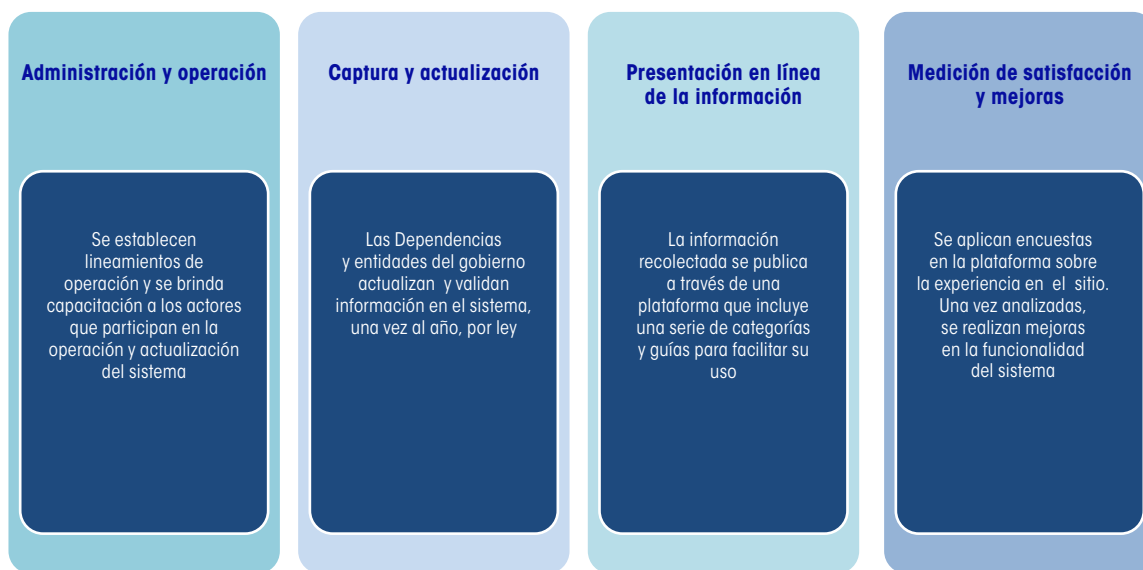 Administración y operación
Se establecen
lineamientos de
operación y se brinda
capacitación a los actores
que participan en la
operación y actualización
del sistema
Captura y actualización
Las Dependencias
y entidades del gobierno
actualizan y validan
información en el sistema,
una vez al año, por ley
Presentación en línea
de la información
La información
recolectada se publica
a través de una
plataforma que incluye
una serie de categorías
y guías para facilitar su
uso
Medición de satisfacción
y mejoras
Se aplican encuestas
en la plataforma sobre
la experiencia en el sitio.
Una vez analizadas,
se realizan mejoras
en la funcionalidad
del sistema